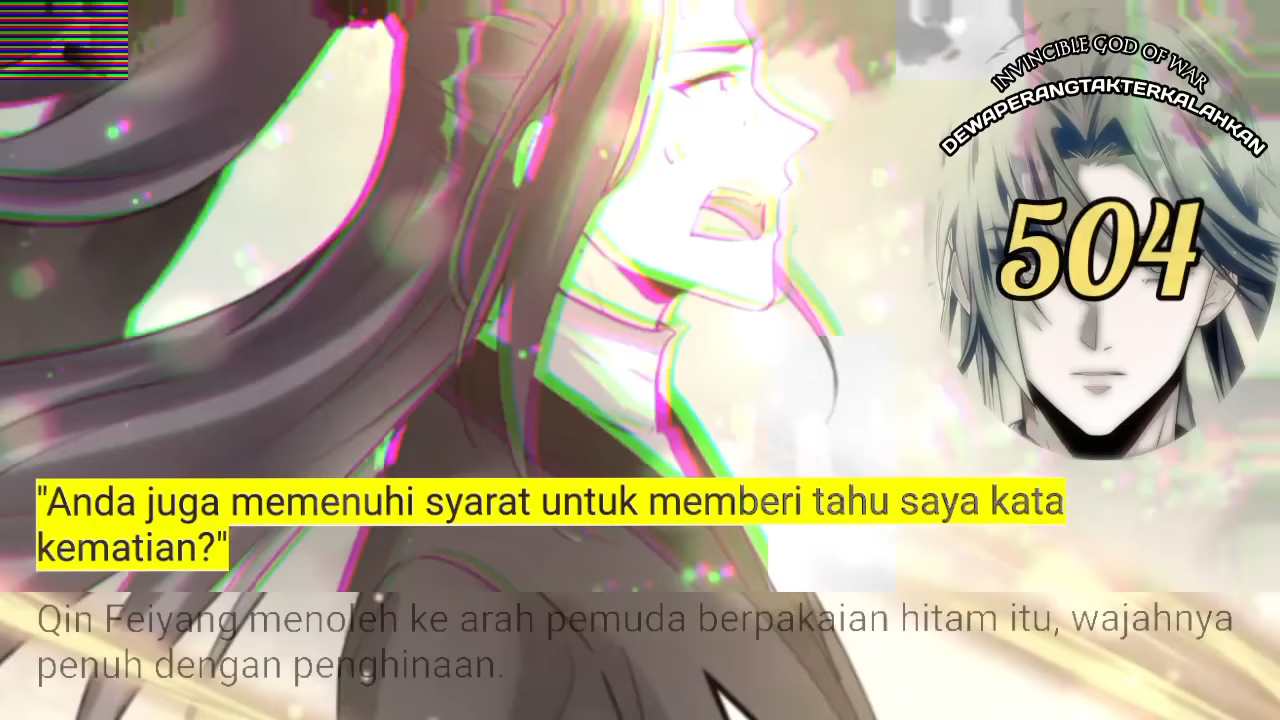 INVINCIBLE GOD OF WAR
DEWAPERANGTAKTERKALAHKAN
504
"Anda juga memenuhi syarat untuk memberi tahu saya kata
kematian?"
Qin Feiyang menoleh ke arah pemuda berpakaian hitam itu, wajahnya
penuh dengan penghinaan.